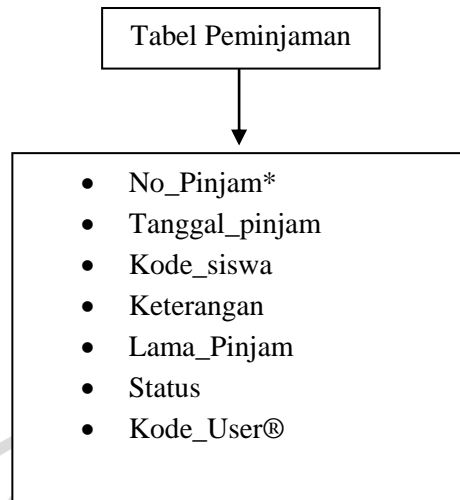 Tabel Peminjaman
• No_Pinjam*
• Tanggal_pinjam
• Kode_siswa
• Keterangan
• Lama_Pinjam
• Status
• Kode_User®